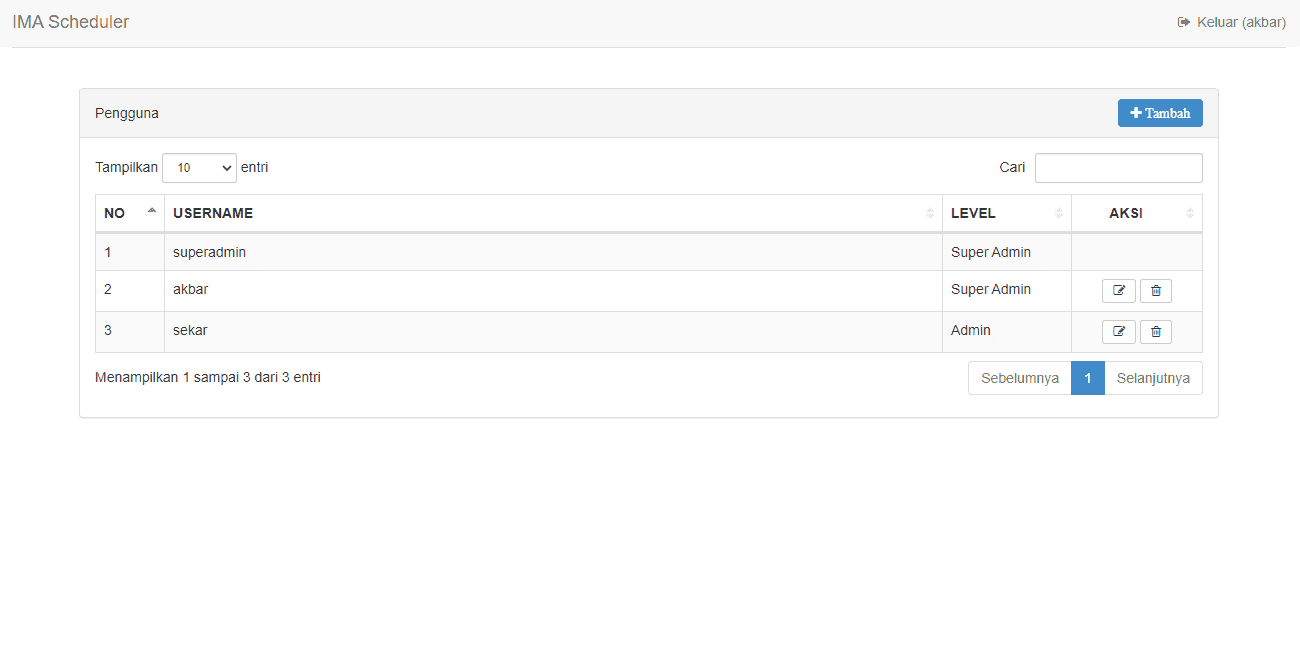 IMA Scheduler Keluar (akbar)
Pengguna Tambah
Tampilkan 10 entri Cari
NO USERNAME LEVEL AKSI
1 superadmin Super Admin
2 akbar Super Admin
3 sekar Admin
Menampilkan 1 sampai 3 dari 3 entri Sebelumnya 1 Selanjutnya